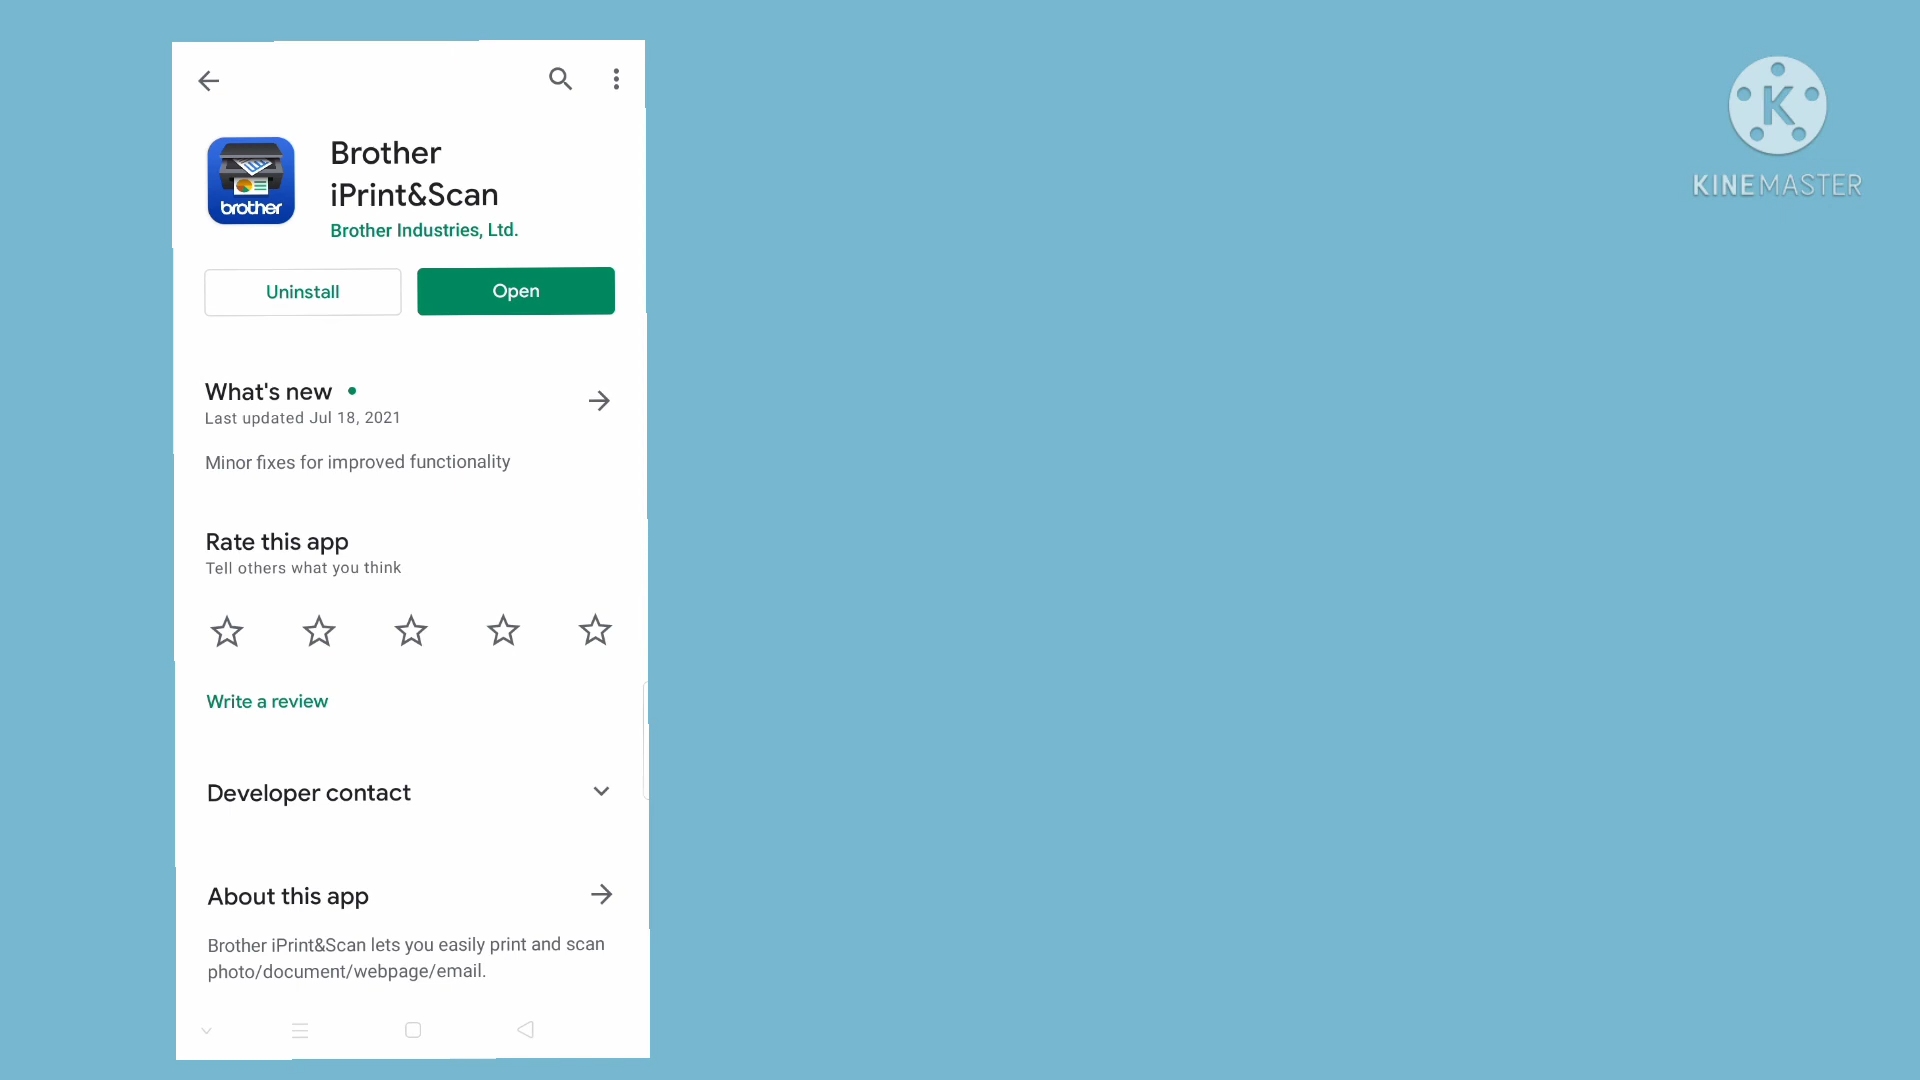 Brother
iPrint&Scan
Brother Industries, Ltd.
brother
Uninstall
Open
What's new
Last updated Jul 18, 2021
Minor fixes for improved functionality
Rate this app
Tell others what you think
Write a review
Developer contact
About this app
Brother iPrint&Scan lets you easily print and scan
photo/document/webpage/email.
K
KINEMASTER